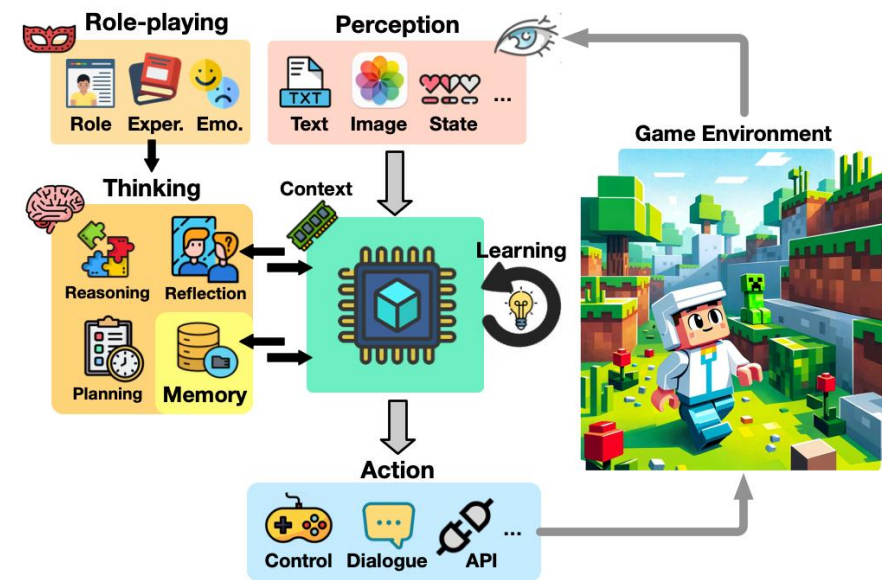 Role-playing
Role
Exper.
Emo.
Perception
TXT
Text
Image
State
...
Game Environment
Thinking
Reasoning
Reflection
Planning
Memory
Context
Learning
Action
Control
Dialogue
API
...